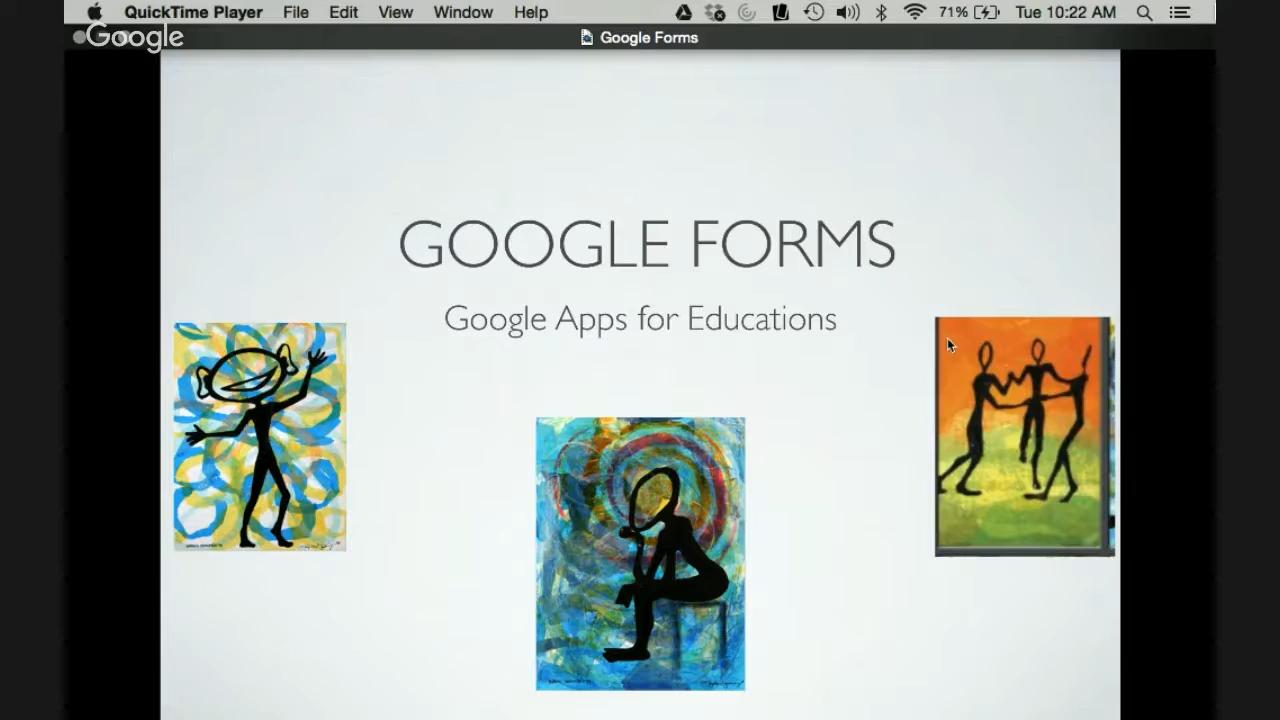 QuickTime Player File Edit View Window Help 71% Tue 10:22 AM
Google
Google Forms
GOOGLE FORMS
Google Apps for Educations